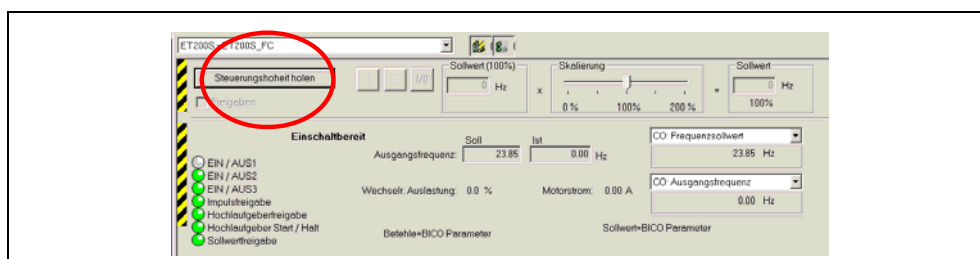 ET200S - ET200S_FC
Steuerungshoheit holen
Freigeben
I
O
I/O
Sollwert (100%)
0 Hz
x
Skalierung
0 % 100% 200 %
=
Sollwert
0 Hz
100%
Einschaltbereit
EIN / AUS1
EIN / AUS2
EIN / AUS3
Impulsfreigabe
Hochlaufgeberfreigabe
Hochlaufgeber Start / Halt
Sollwertfreigabe
Soll Ist
Ausgangsfrequenz: 23.85 0.00 Hz
Wechselr. Auslastung: 0.0 % Motorstrom: 0.00 A
Befehle=BICO Parameter
Sollwert=BICO Parameter
CO: Frequenzsollwert
23.85 Hz
CO: Ausgangsfrequenz
0.00 Hz